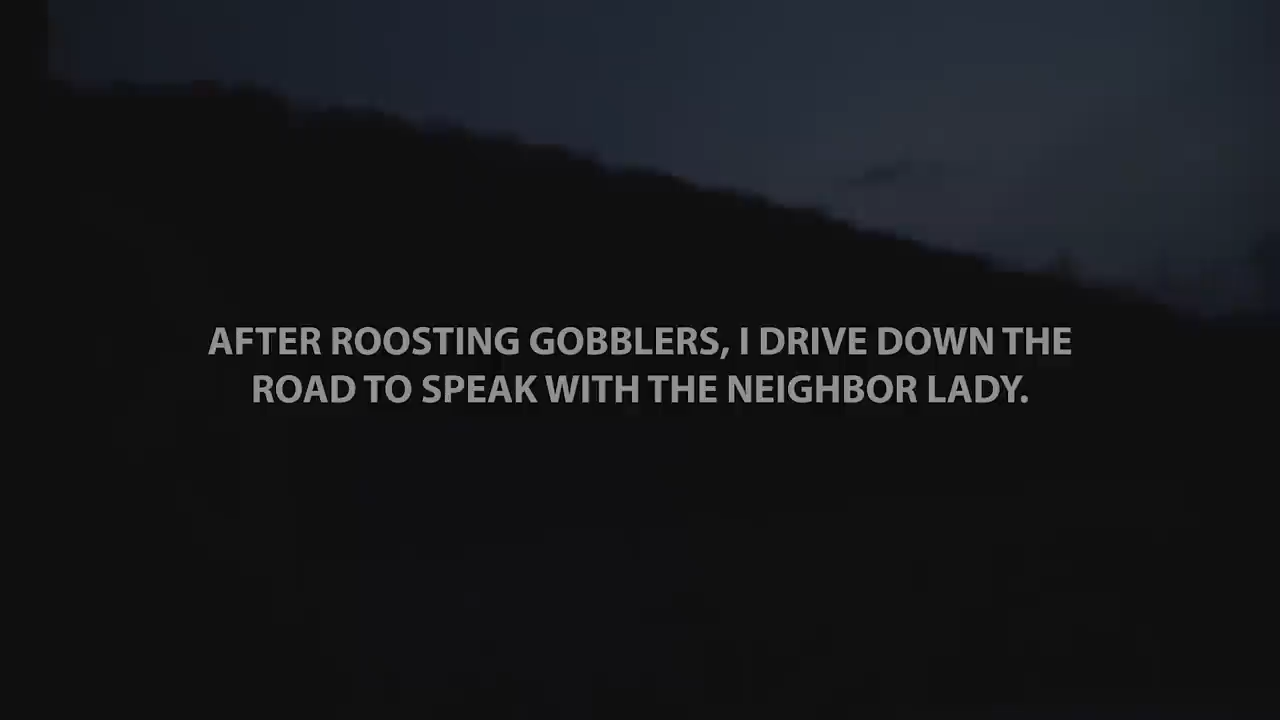 AFTER ROOSTING GOBBLERS, I DRIVE DOWN THE
ROAD TO SPEAK WITH THE NEIGHBOR LADY.